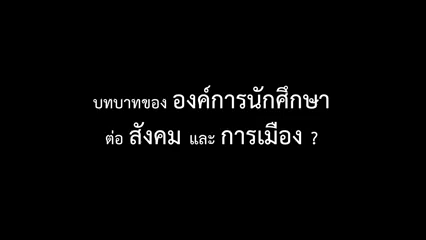 บทบาทของ องค์การนักศึกษา
ต่อ สังคม และ การเมือง ?